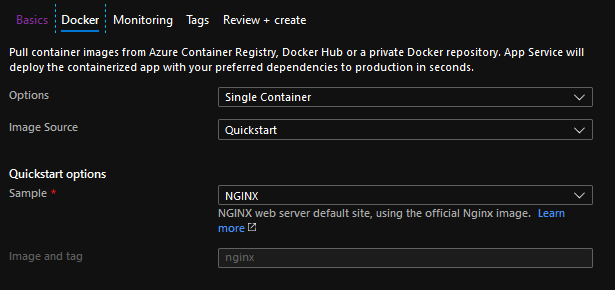 Basics Docker Monitoring Tags Review + create
Pull container images from Azure Container Registry, Docker Hub or a private Docker repository. App Service will
deploy the containerized app with your preferred dependencies to production in seconds.
Options Single Container
Image Source Quickstart
Quickstart options
Sample * NGINX
NGINX web server default site, using the official Nginx image. Learn
more
Image and tag nginx